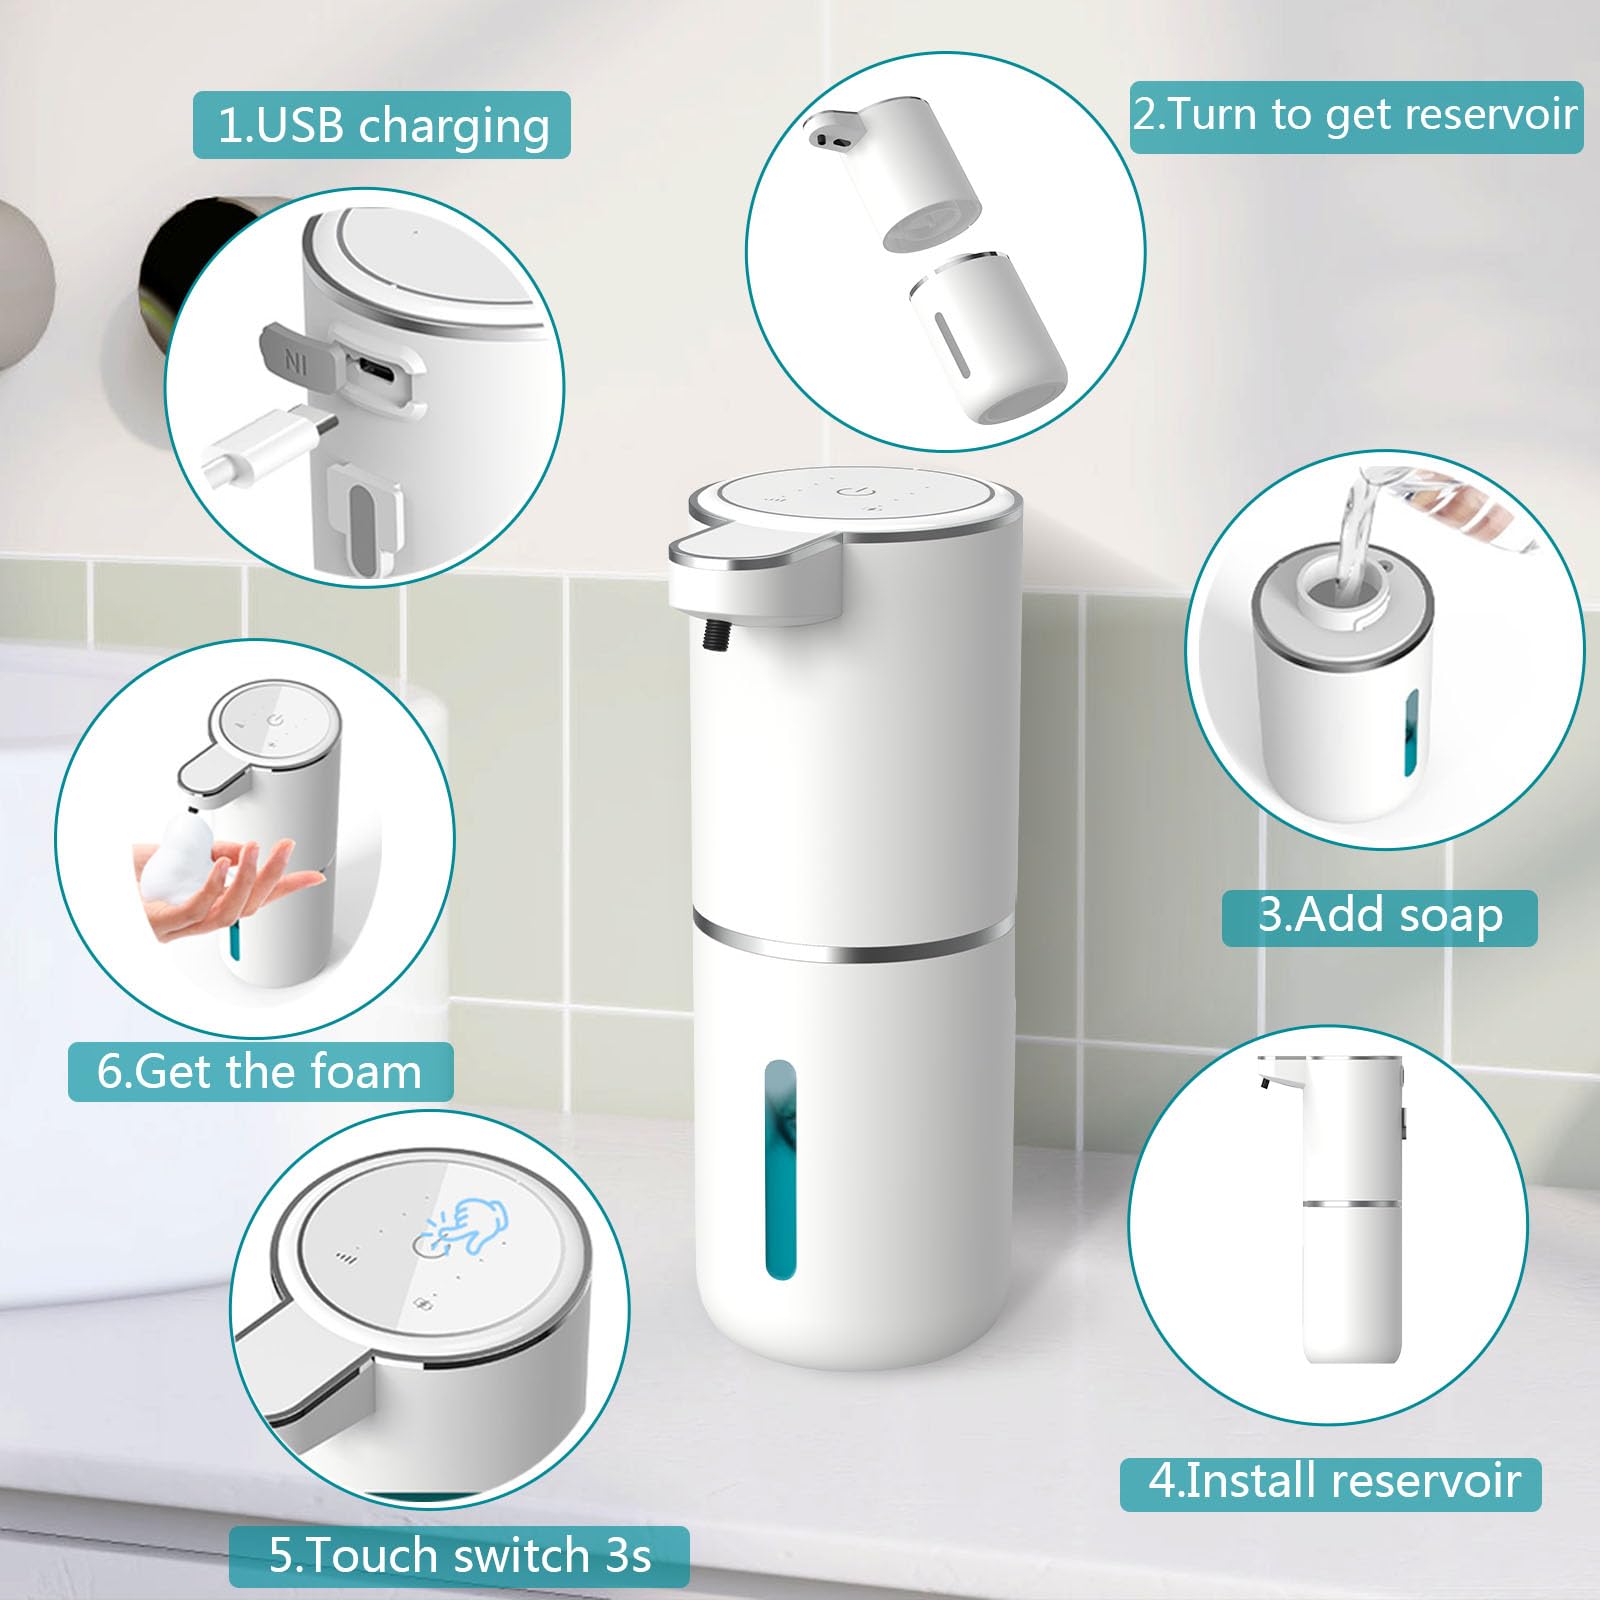 1.USB charging
2.Turn to get reservoir
IN
3.Add soap
6.Get the foam
4.Install reservoir
5.Touch switch 3s